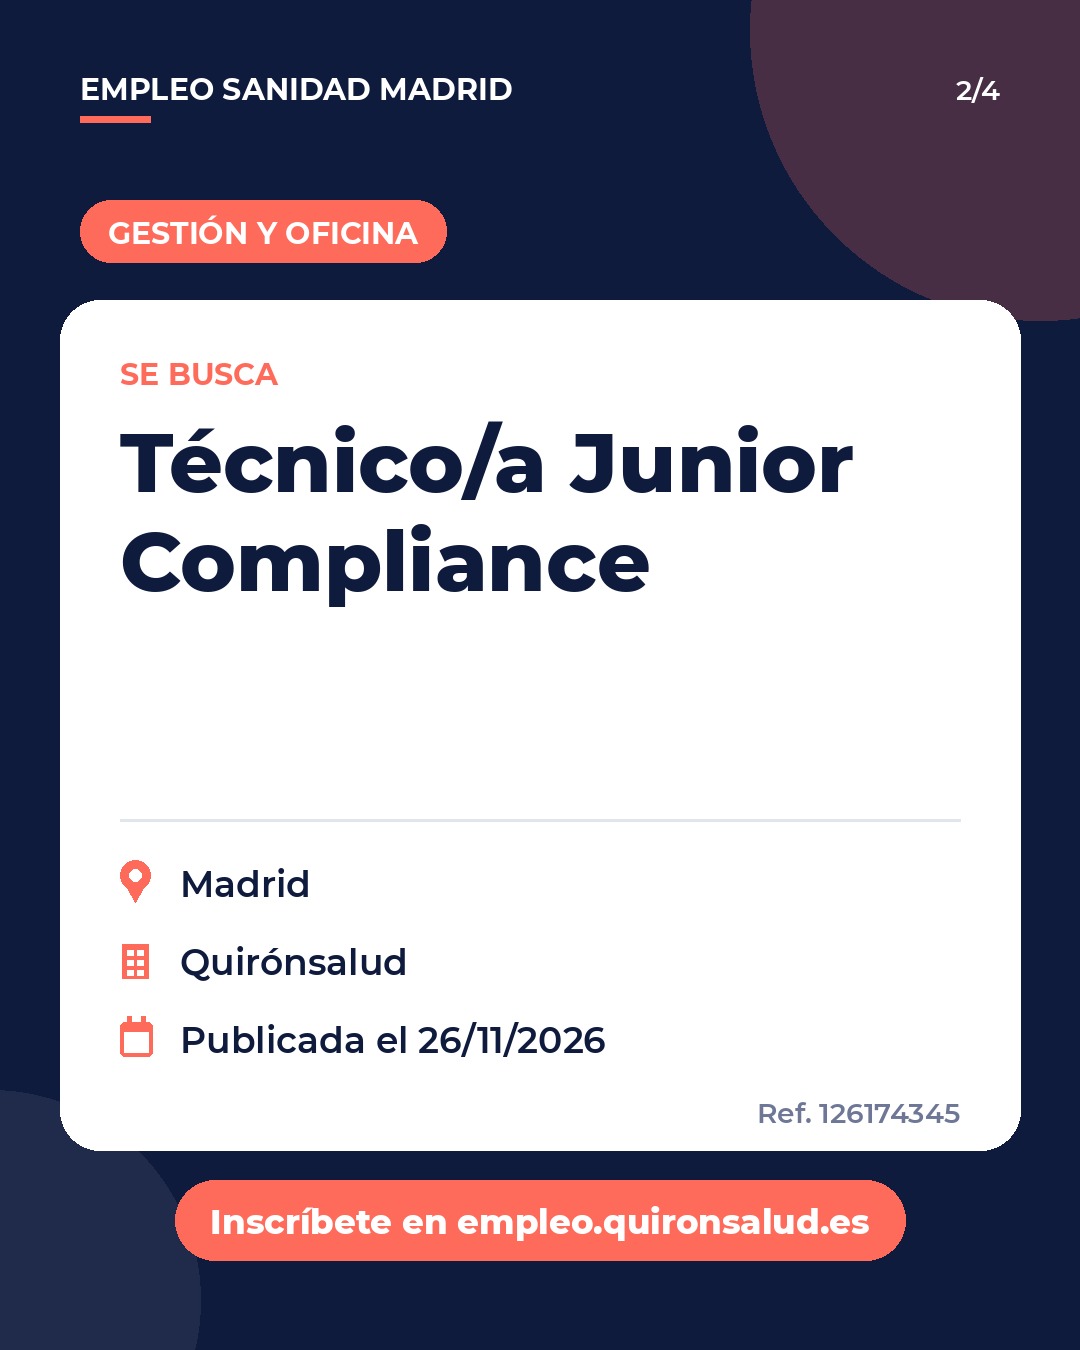 EMPLEO SANIDAD MADRID
2/4
GESTIÓN Y OFICINA
SE BUSCA
Técnico/a Junior
Compliance
Madrid
Quirónsalud
Publicada el 26/11/2026
Ref. 126174345
Inscríbete en empleo.quironsalud.es